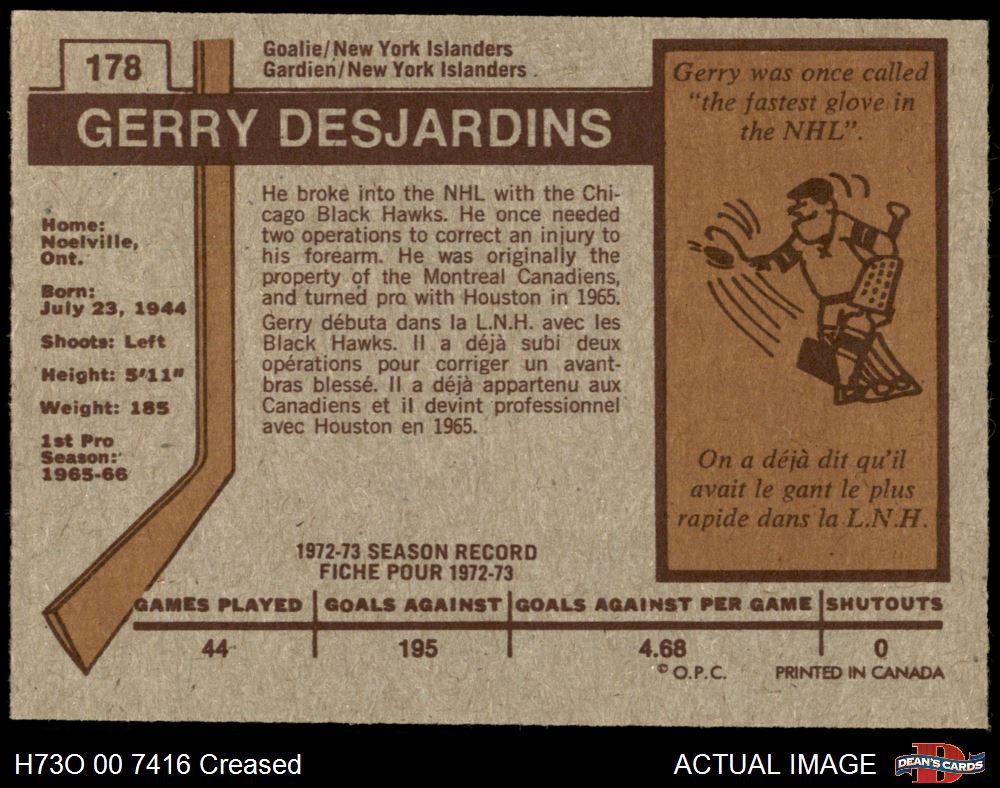 178
Goalie/New York Islanders
Gardien/New York Islanders
GERRY DESJARDINS
Home:
Noelville,
Ont.
Born:
July 23, 1944
Shoots: Left
Height: 5'11"
Weight: 185
1st Pro
Season:
1965-66
He broke into the NHL with the Chi-
cago Black Hawks. He once needed
two operations to correct an injury to
his forearm. He was originally the
property of the Montreal Canadiens,
and turned pro with Houston in 1965.
Gerry débuta dans la L.N.H. avec les
Black Hawks. Il a déjà subi deux
opérations pour corriger un avant-
bras blessé. Il a déjà appartenu aux
Canadiens et il devint professionnel
avec Houston en 1965.
Gerry was once called
"the fastest glove in
the NHL".
On a déjà dit qu'il
avait le gant le plus
rapide dans la L.N.H.
1972-73 SEASON RECORD
FICHE POUR 1972-73
GAMES PLAYED GOALS AGAINST GOALS AGAINST PER GAME SHUTOUTS
44 195 4.68 0
© O.P.C. PRINTED IN CANADA
H73O 00 7416 Creased
ACTUAL IMAGE
D
DEAN'S CARDS